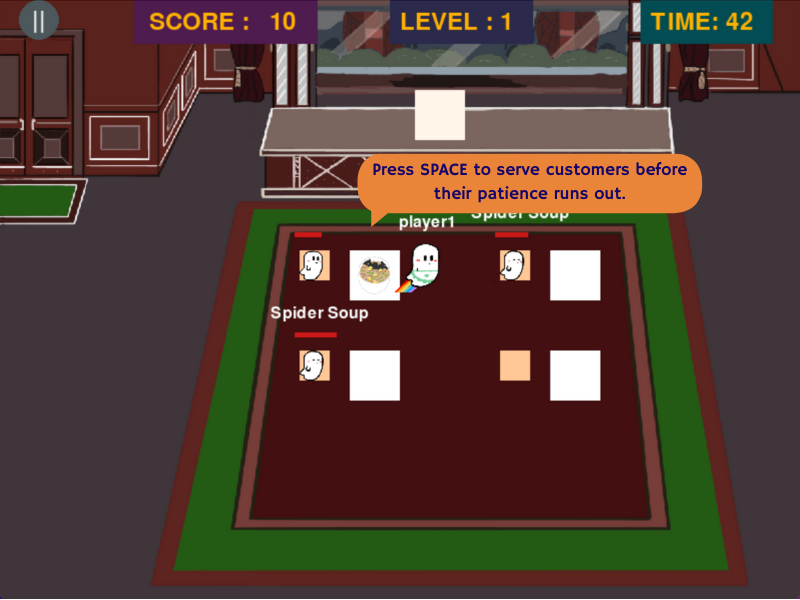 SCORE : 10
LEVEL : 1
TIME: 42
Press SPACE to serve customers before
their patience runs out.
Spider Soup
player1
Spider Soup